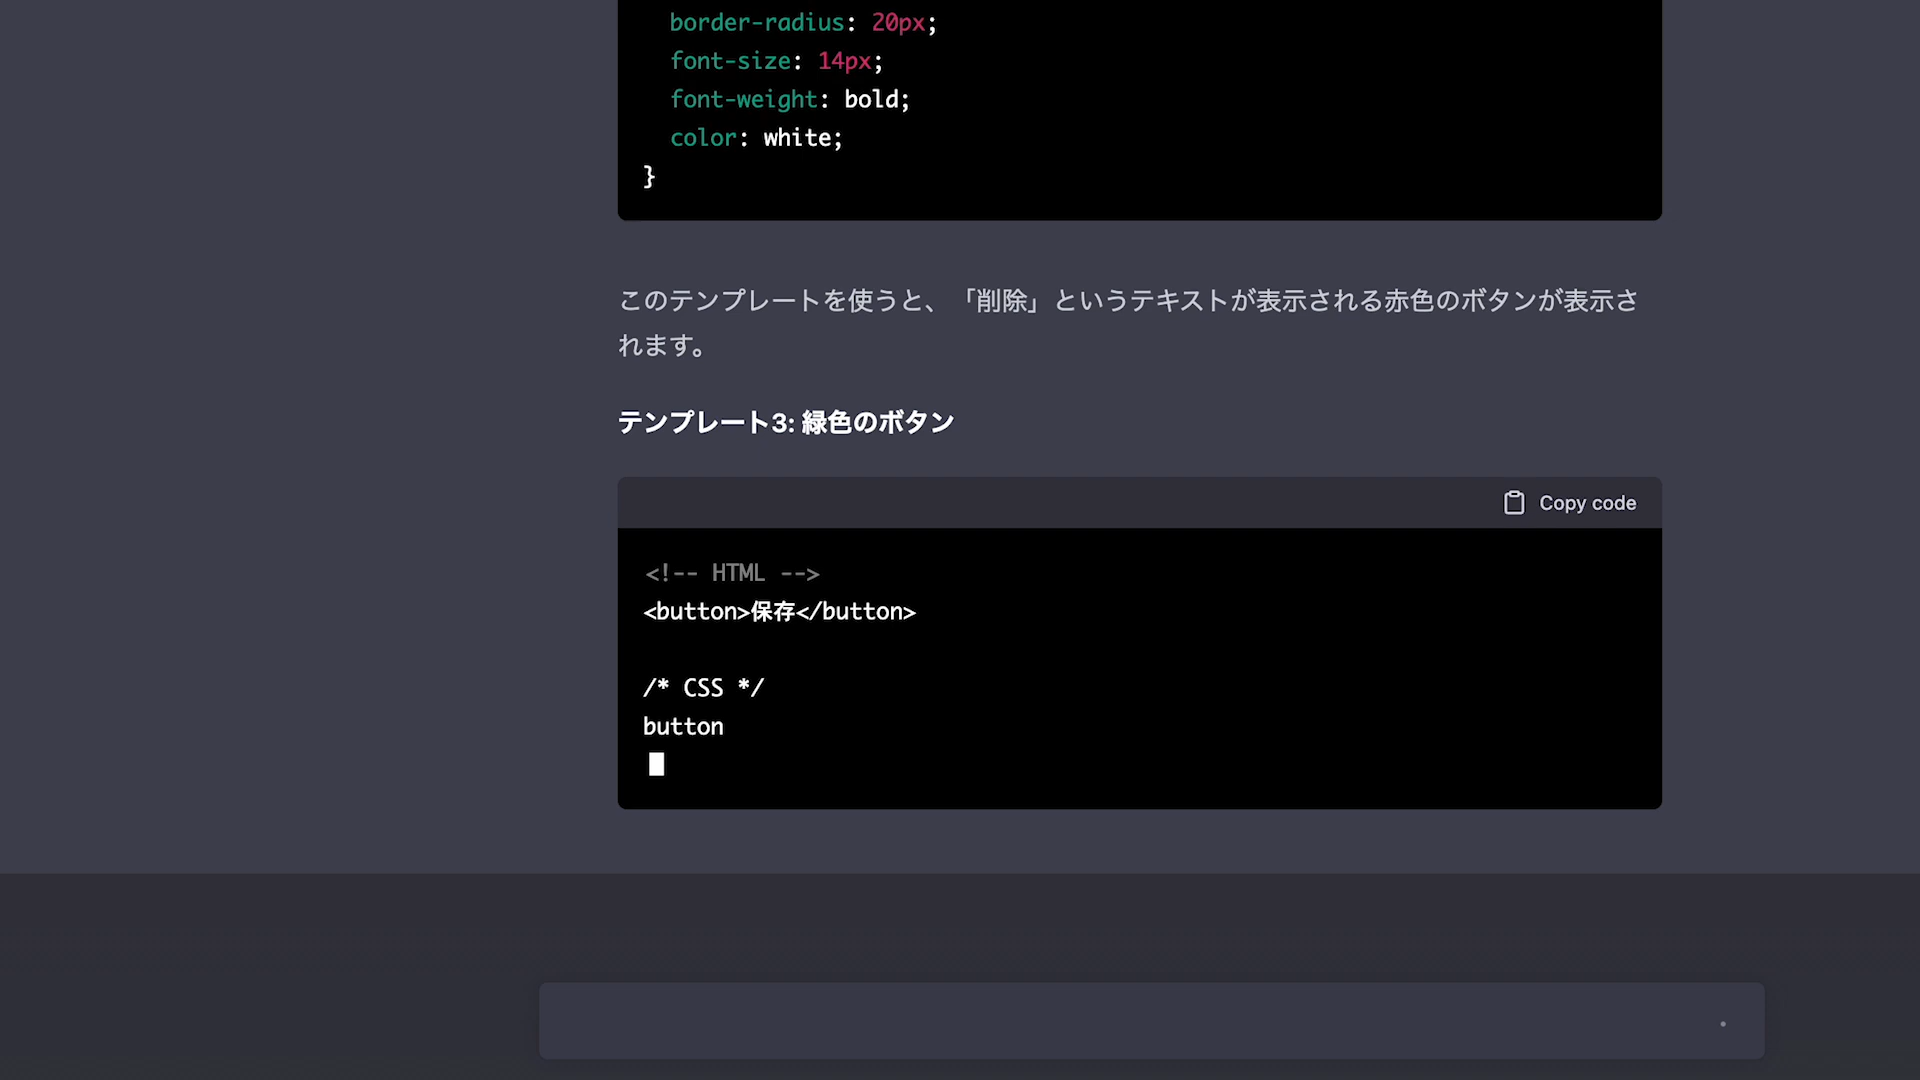 border-radius: 20px;
font-size: 14px;
font-weight: bold;
color: white;
}
このテンプレートを使うと、「削除」というテキストが表示される赤色のボタンが表示さ
れます。
テンプレート3: 緑色のボタン
Copy code
<!-- HTML -->
<button>保存</button>
/* CSS */
button